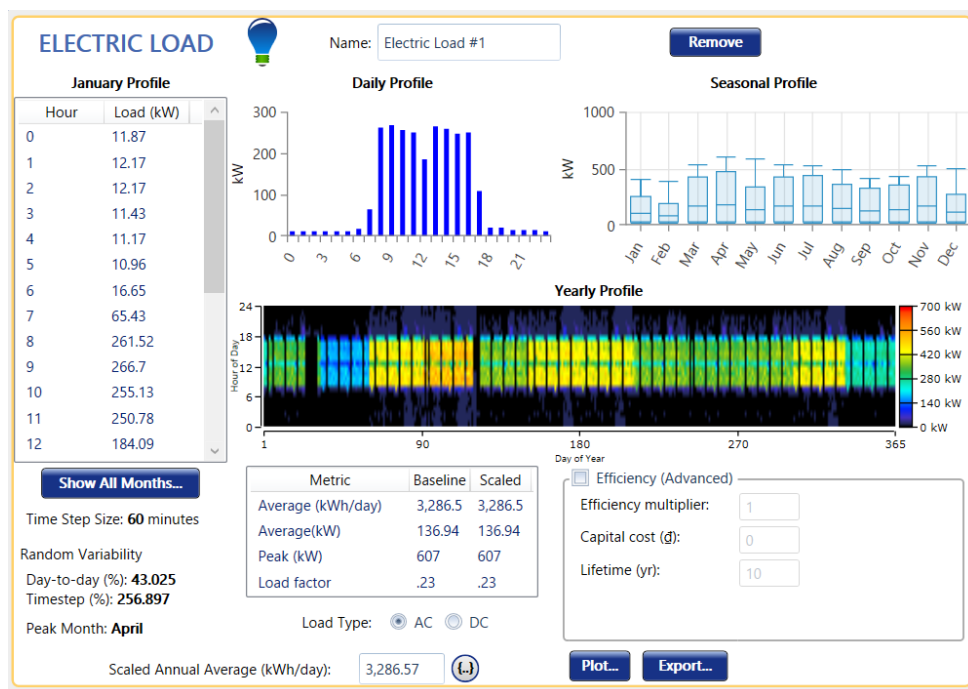 ELECTRIC LOAD
Name: Electric Load #1
Remove
January Profile
Hour Load (kW)
0 11.87
1 12.17
2 12.17
3 11.43
4 11.17
5 10.96
6 16.65
7 65.43
8 261.52
9 266.7
10 255.13
11 250.78
12 184.09
Show All Months...
Time Step Size: 60 minutes
Random Variability
Day-to-day (%): 43.025
Timestep (%): 256.897
Peak Month: April
Daily Profile
kW
300
200
100
0
0 3 6 9 12 15 18 21
Seasonal Profile
kW
1000
500
0
Jan Feb Mar Apr May Jun Jul Aug Sep Oct Nov Dec
Yearly Profile
Hour of Day
24
18
12
6
0
1 90 180 270 365
Day of Year
700 kW
560 kW
420 kW
280 kW
140 kW
0 kW
Metric Baseline Scaled
Average (kWh/day) 3,286.5 3,286.5
Average(kW) 136.94 136.94
Peak (kW) 607 607
Load factor .23 .23
Load Type: AC DC
Efficiency (Advanced)
Efficiency multiplier: 1
Capital cost (₫): 0
Lifetime (yr): 10
Scaled Annual Average (kWh/day): 3,286.57 {..}
Plot... Export...